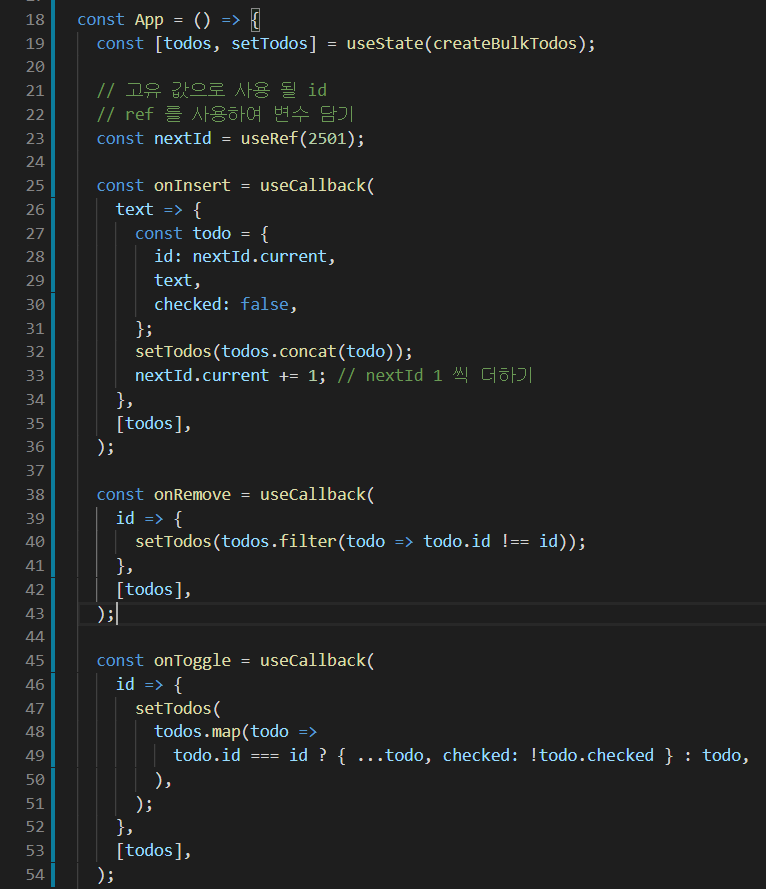 18 const App = () => {
19 const [todos, setTodos] = useState(createBulkTodos);
20
21 // 고유 값으로 사용 될 id
22 // ref 를 사용하여 변수 담기
23 const nextId = useRef(2501);
24
25 const onInsert = useCallback(
26 text => {
27 const todo = {
28 id: nextId.current,
29 text,
30 checked: false,
31 };
32 setTodos(todos.concat(todo));
33 nextId.current += 1; // nextId 1 씩 더하기
34 },
35 [todos],
36 );
37
38 const onRemove = useCallback(
39 id => {
40 setTodos(todos.filter(todo => todo.id !== id));
41 },
42 [todos],
43 );
44
45 const onToggle = useCallback(
46 id => {
47 setTodos(
48 todos.map(todo =>
49 todo.id === id ? { ...todo, checked: !todo.checked } : todo,
50 ),
51 );
52 },
53 [todos],
54 );